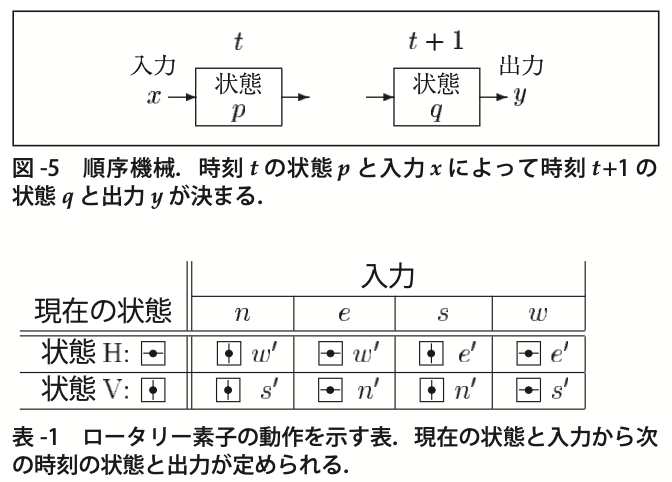 t
t + 1
入力
出力
状態
状態
x
p
q
y
図 -5　順序機械．時刻 t の状態 p と入力 x によって時刻 t+1 の
状態 q と出力 y が決まる．
入力
現在の状態 n e s w
状態 H: w′ w′ e′ e′
状態 V: s′ n′ n′ s′
表 -1　ロータリー素子の動作を示す表．現在の状態と入力から次
の時刻の状態と出力が定められる．